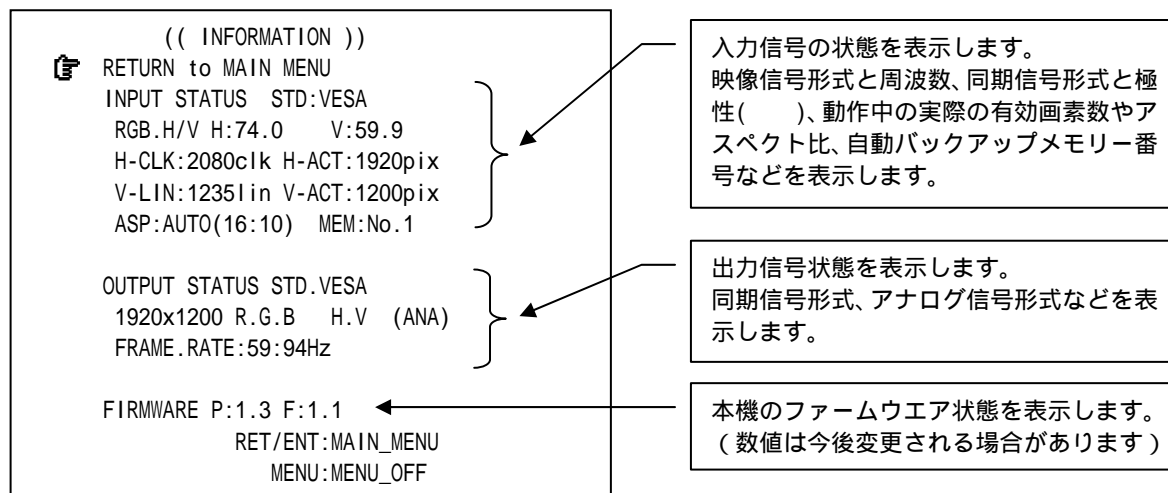 (( INFORMATION ))
RETURN to MAIN MENU
INPUT STATUS STD:VESA
RGB.H/V H:74.0 V:59.9
H-CLK:2080clk H-ACT:1920pix
V-LIN:1235lin V-ACT:1200pix
ASP:AUTO(16:10) MEM:No.1
OUTPUT STATUS STD.VESA
1920x1200 R.G.B H.V (ANA)
FRAME.RATE:59:94Hz
FIRMWARE P:1.3 F:1.1
RET/ENT:MAIN_MENU
MENU:MENU_OFF
入力信号の状態を表示します。
映像信号形式と周波数、同期信号形式と極
性(　　)、動作中の実際の有効画素数やア
スペクト比、自動バックアップメモリー番
号などを表示します。
出力信号状態を表示します。
同期信号形式、アナログ信号形式などを表
示します。
本機のファームウエア状態を表示します。
（数値は今後変更される場合があります）